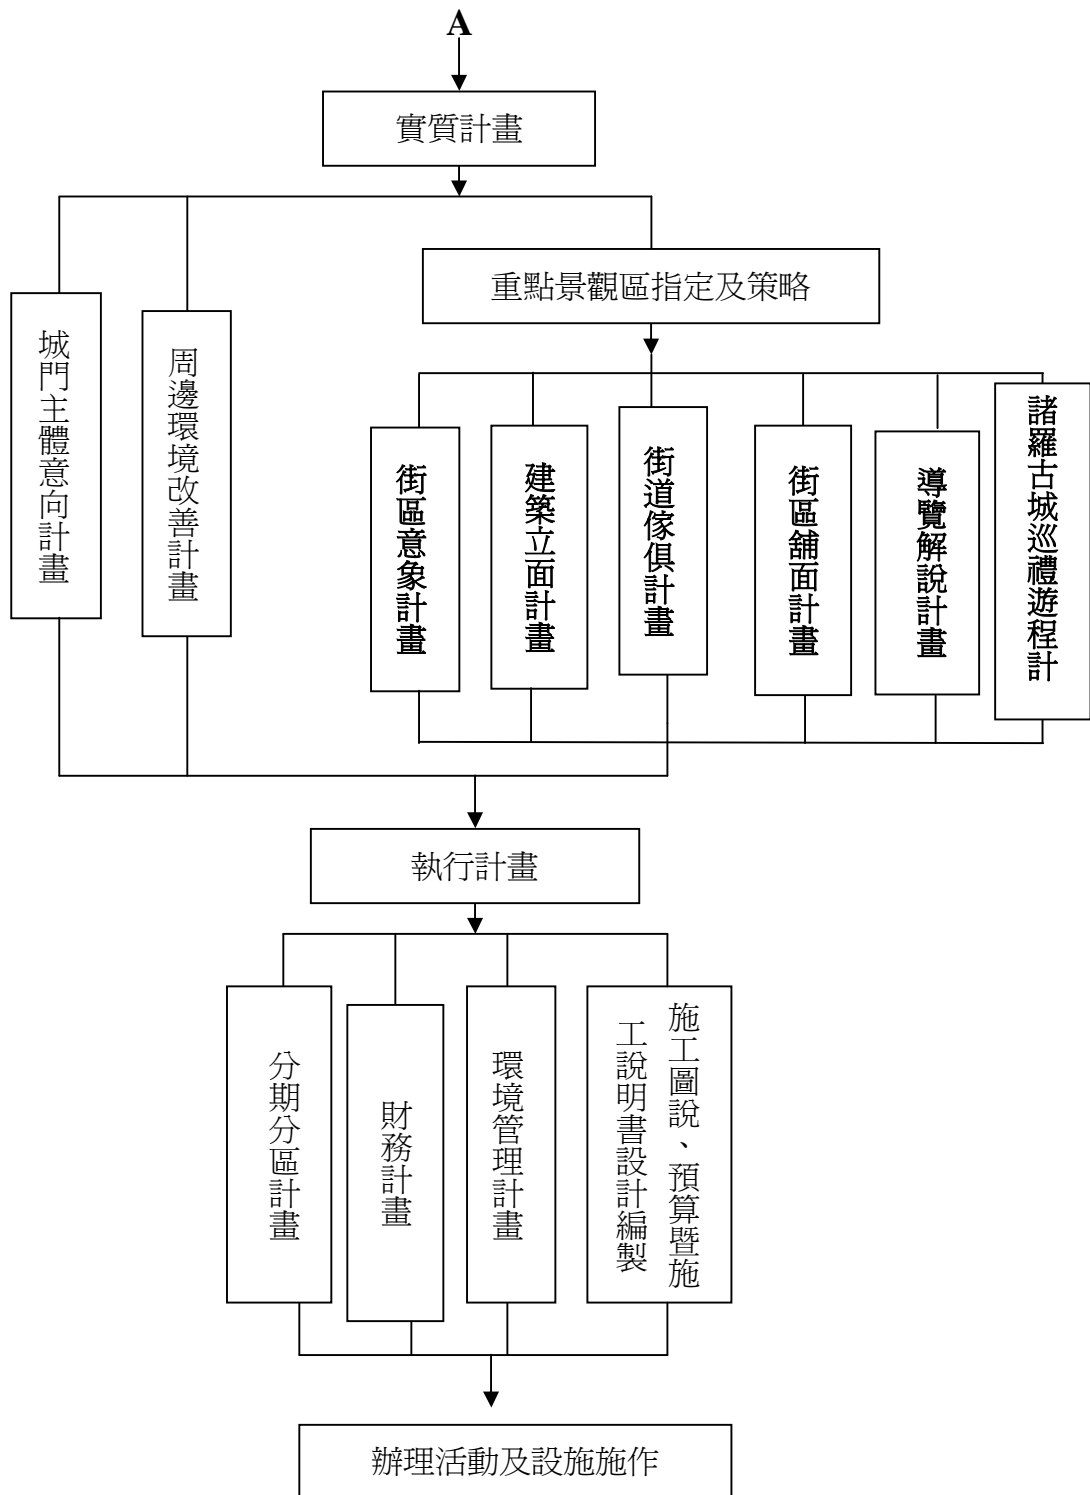 A
實質計畫
重點景觀區指定及策略
城門主體意向計畫
周邊環境改善計畫
街區意象計畫
建築立面計畫
街道傢俱計畫
街區舖面計畫
導覽解說計畫
諸羅古城巡禮遊程計
執行計畫
分期分區計畫
財務計畫
環境管理計畫
施工圖說、預算暨施
工說明書設計編製
辦理活動及設施施作